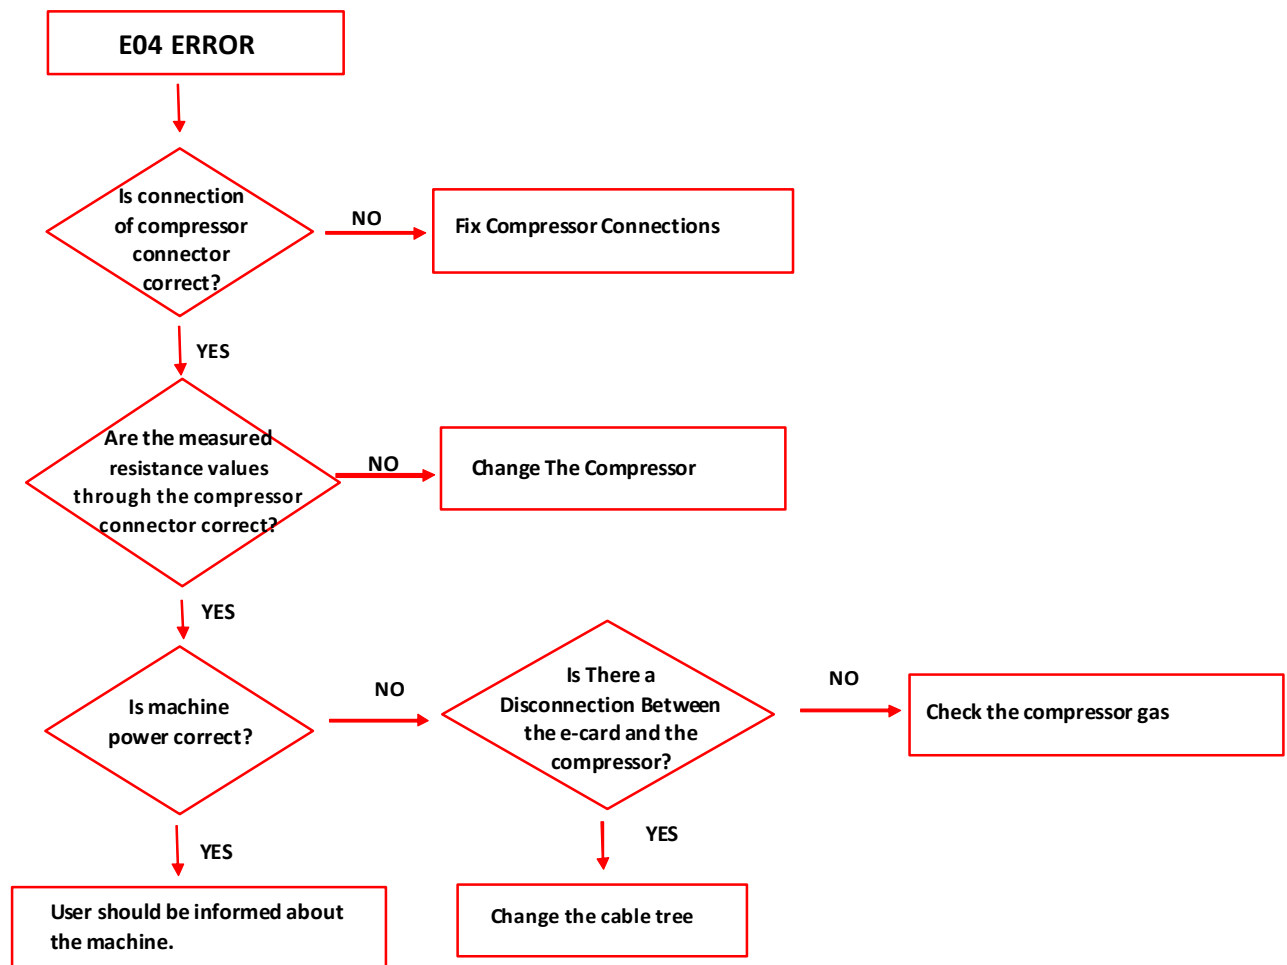 E04 ERROR
Is connection
of compressor
connector
correct?
NO
Fix Compressor Connections
YES
Are the measured
resistance values
through the compressor
connector correct?
NO
Change The Compressor
YES
Is machine
power correct?
NO
Is There a
Disconnection Between
the e-card and the
compressor?
NO
Check the compressor gas
YES
User should be informed about
the machine.
YES
Change the cable tree